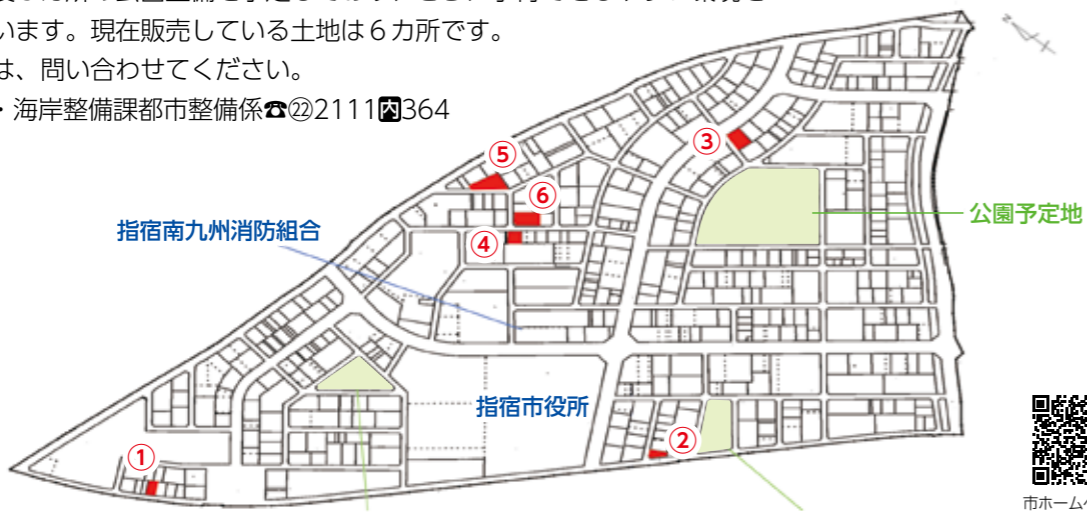 います。現在販売している土地は6カ所です。
は、問い合わせてください。
・海岸整備課都市整備係☎㉒2111内364
N
③
⑤
⑥
公園予定地
指宿南九州消防組合
④
指宿市役所
②
①
市ホームペ